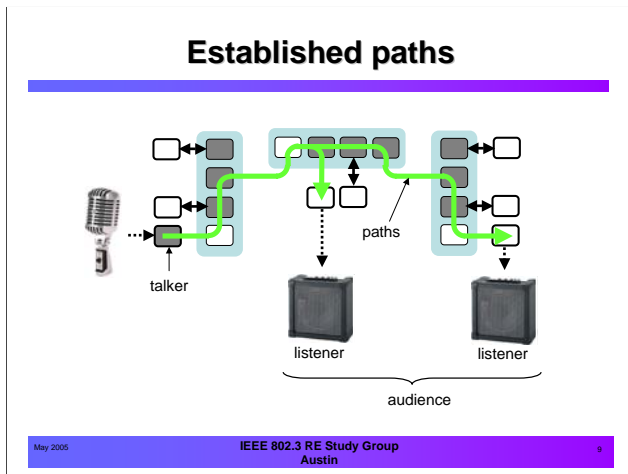 Established paths
paths
talker
listener
listener
audience
May 2005
IEEE 802.3 RE Study Group
Austin
9